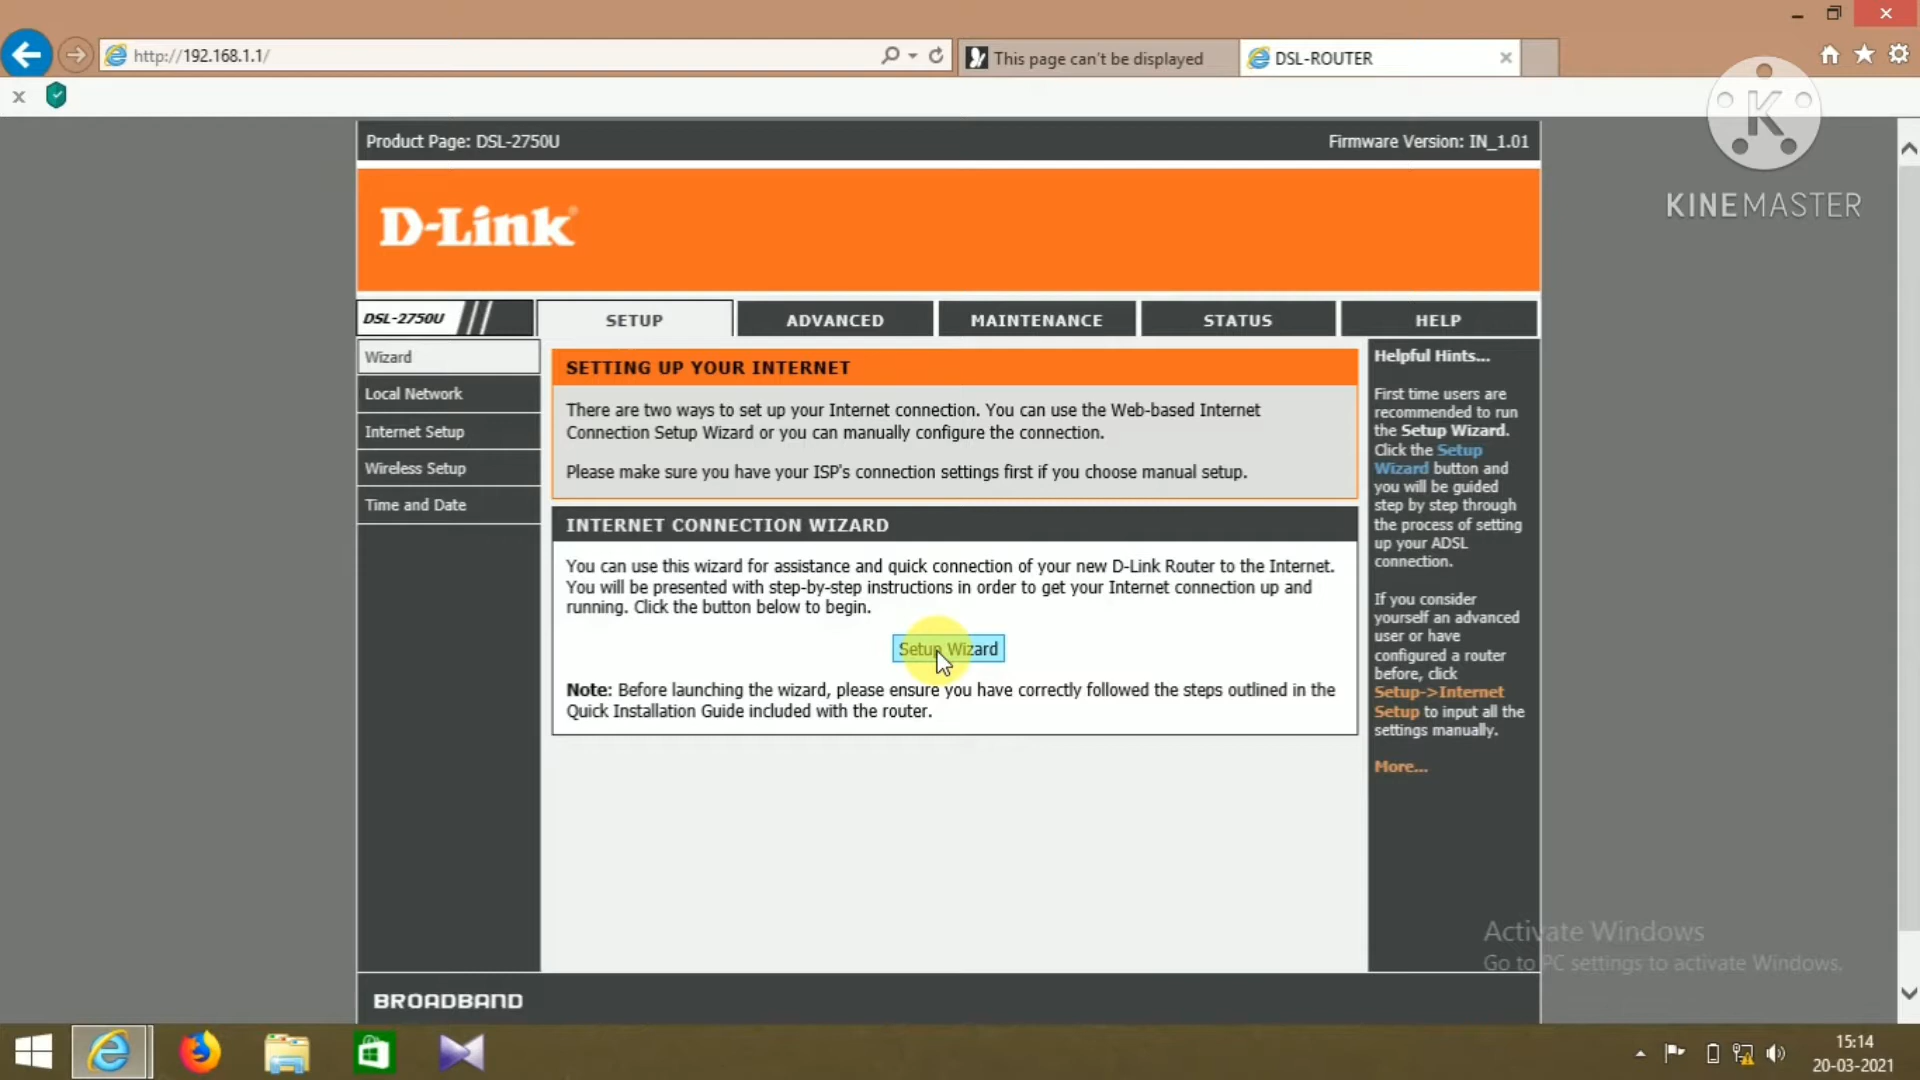 http://192.168.1.1/
This page can't be displayed
DSL-ROUTER
K
KINEMASTER
Product Page: DSL-2750U
Firmware Version: IN_1.01
D-Link
DSL-2750U
SETUP
ADVANCED
MAINTENANCE
STATUS
HELP
Wizard
Local Network
Internet Setup
Wireless Setup
Time and Date
SETTING UP YOUR INTERNET
There are two ways to set up your Internet connection. You can use the Web-based Internet
Connection Setup Wizard or you can manually configure the connection.
Please make sure you have your ISP's connection settings first if you choose manual setup.
INTERNET CONNECTION WIZARD
You can use this wizard for assistance and quick connection of your new D-Link Router to the Internet.
You will be presented with step-by-step instructions in order to get your Internet connection up and
running. Click the button below to begin.
Setup Wizard
Note: Before launching the wizard, please ensure you have correctly followed the steps outlined in the
Quick Installation Guide included with the router.
Helpful Hints...
First time users are
recommended to run
the Setup Wizard.
Click the Setup
Wizard button and
you will be guided
step by step through
the process of setting
up your ADSL
connection.
If you consider
yourself an advanced
user or have
configured a router
before, click
Setup->Internet
Setup to input all the
settings manually.
More...
Activate Windows
Go to PC settings to activate Windows.
BROADBAND
15:14
20-03-2021